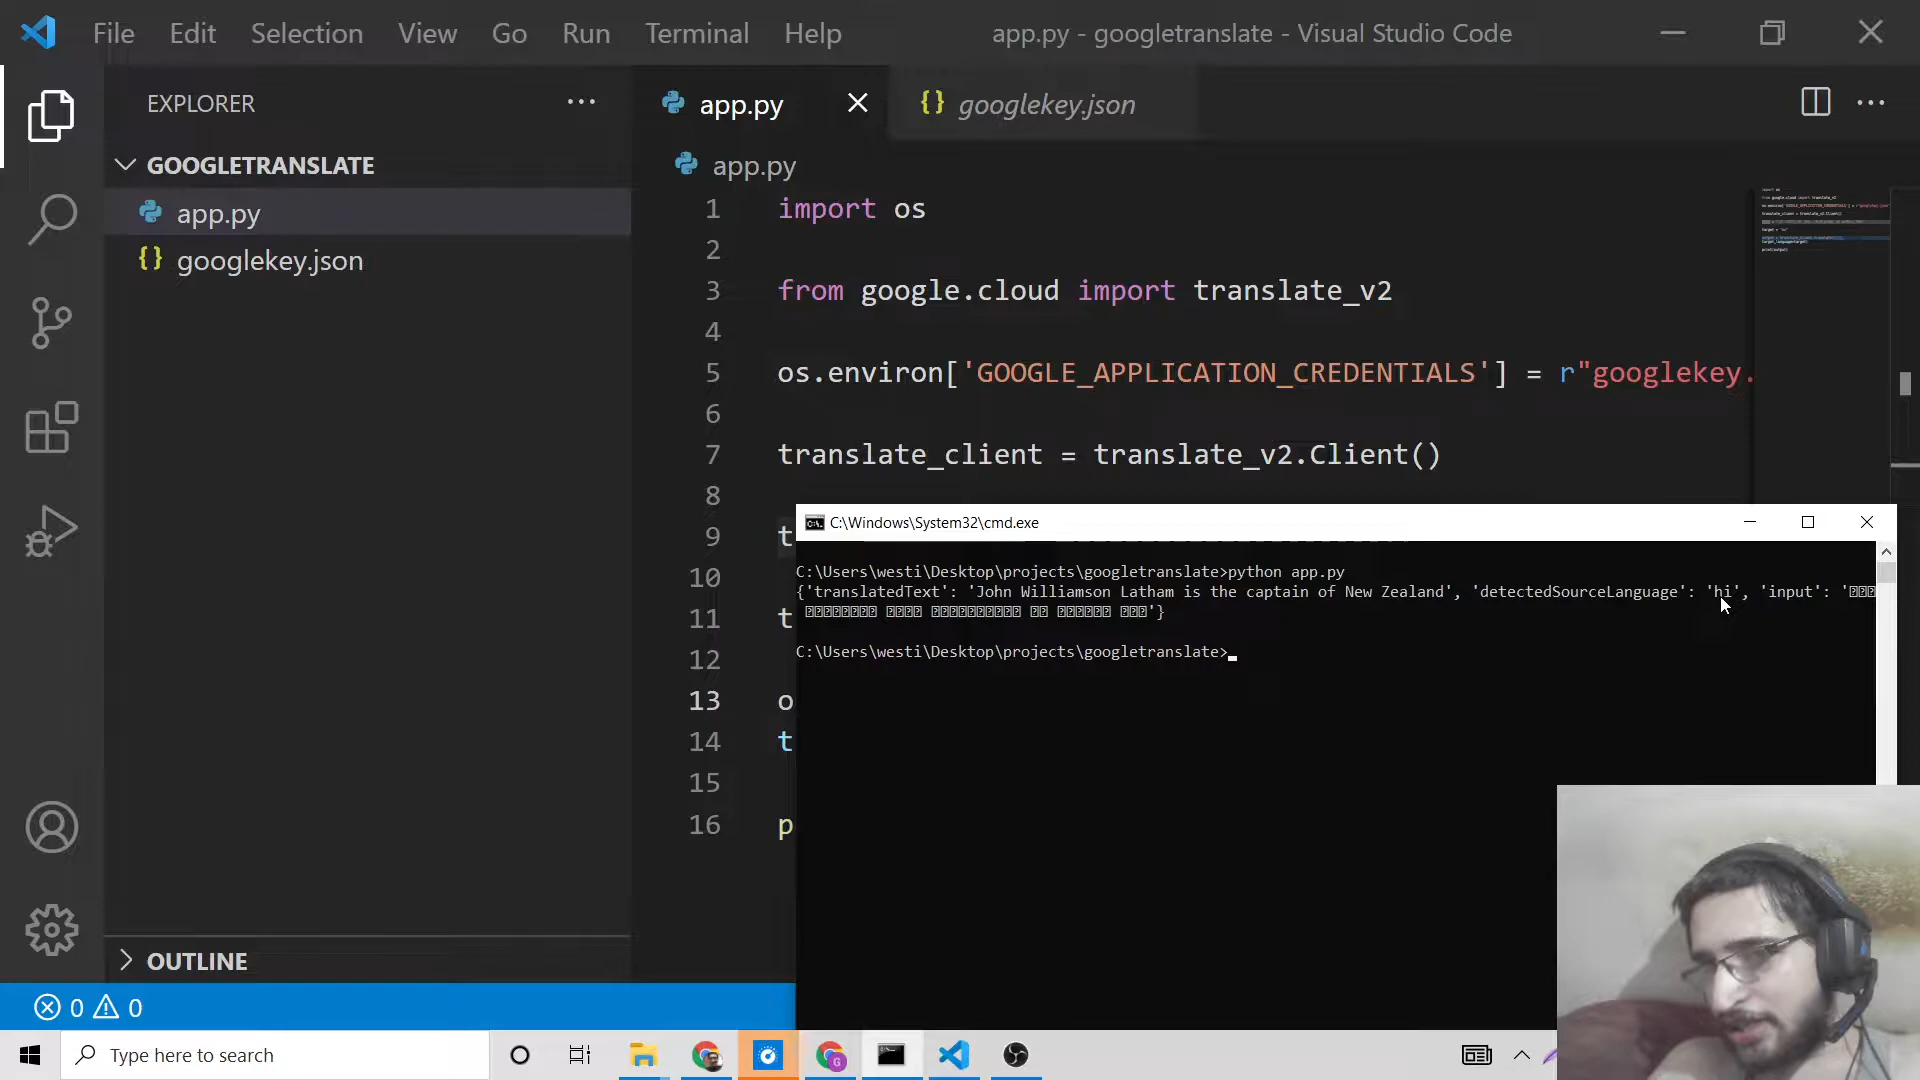 File Edit Selection View Go Run Terminal Help
app.py - googletranslate - Visual Studio Code
EXPLORER
GOOGLETRANSLATE
app.py
{} googlekey.json
OUTLINE
app.py
{} googlekey.json
app.py
1 import os
2
3 from google.cloud import translate_v2
4
5 os.environ['GOOGLE_APPLICATION_CREDENTIALS'] = r"googlekey.
6
7 translate_client = translate_v2.Client()
8
9 t
10
11 t
12
13 o
14 t
15
16 p
C:\Windows\System32\cmd.exe
C:\Users\westi\Desktop\projects\googletranslate>python app.py
{'translatedText': 'John Williamson Latham is the captain of New Zealand', 'detectedSourceLanguage': 'hi', 'input': '
'}
C:\Users\westi\Desktop\projects\googletranslate>
0 0
Type here to search